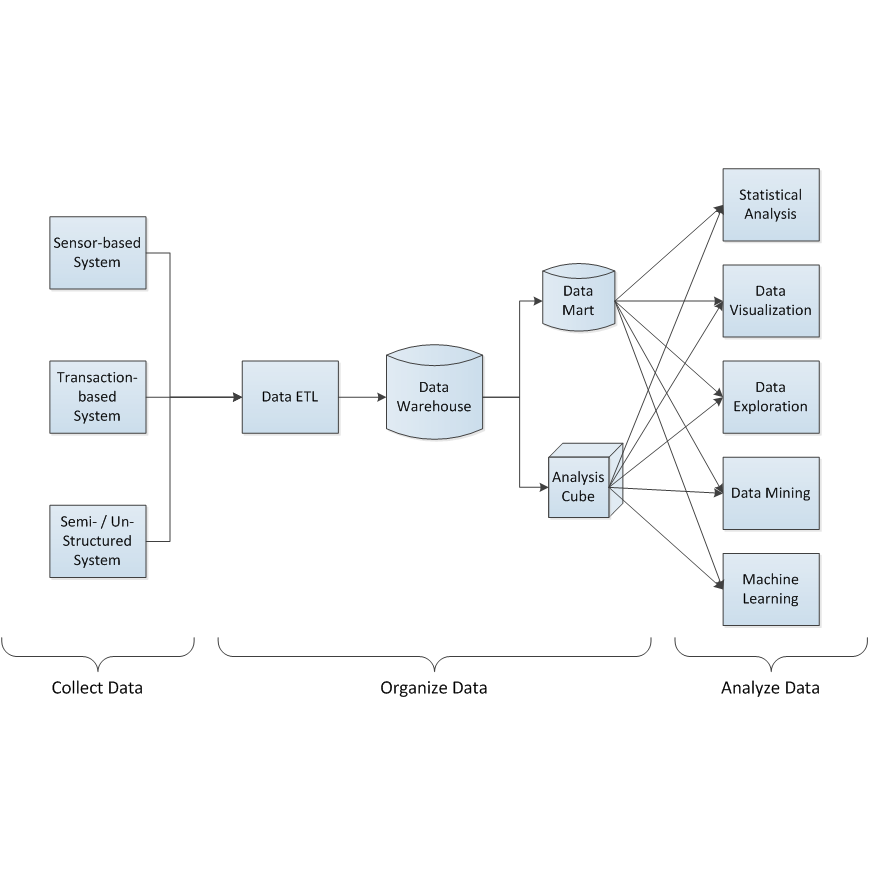 Sensor-based
System
Transaction-
based
System
Semi- / Un-
Structured
System
Data ETL
Data
Warehouse
Data
Mart
Analysis
Cube
Statistical
Analysis
Data
Visualization
Data
Exploration
Data Mining
Machine
Learning
Collect Data
Organize Data
Analyze Data